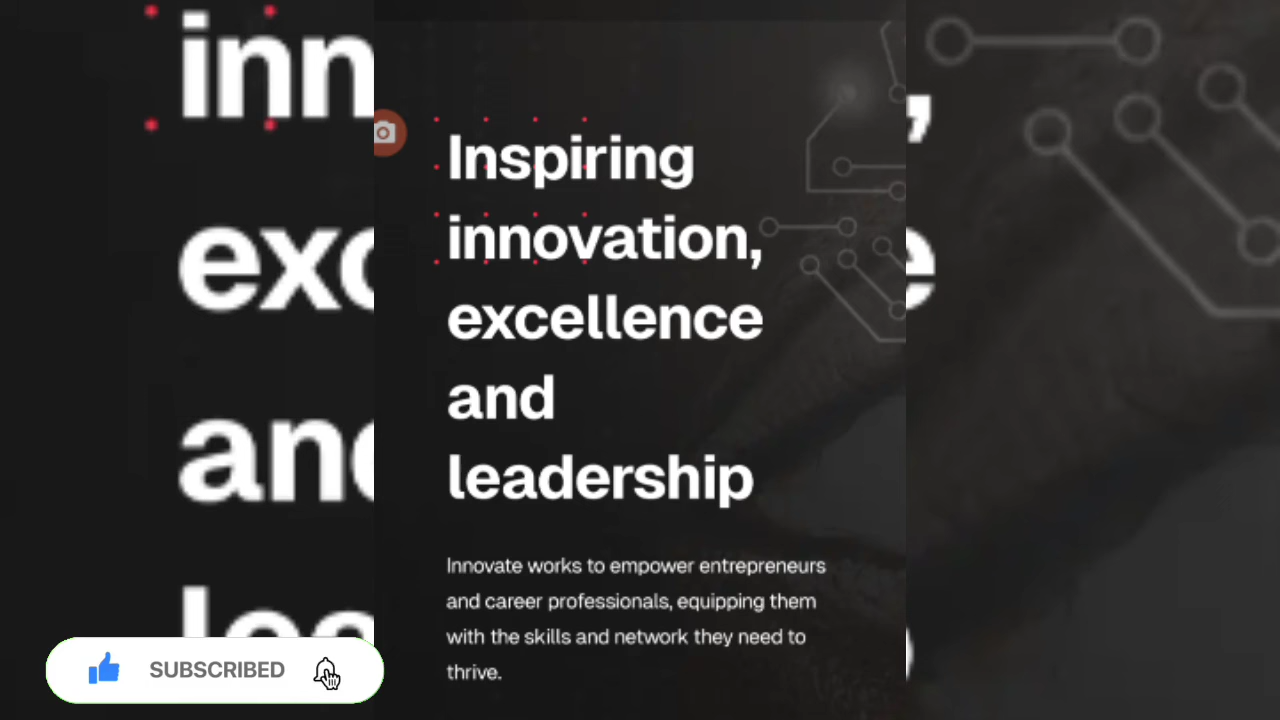 Inspiring
innovation,
excellence
and
leadership
Innovate works to empower entrepreneurs
and career professionals, equipping them
with the skills and network they need to
thrive.
SUBSCRIBED